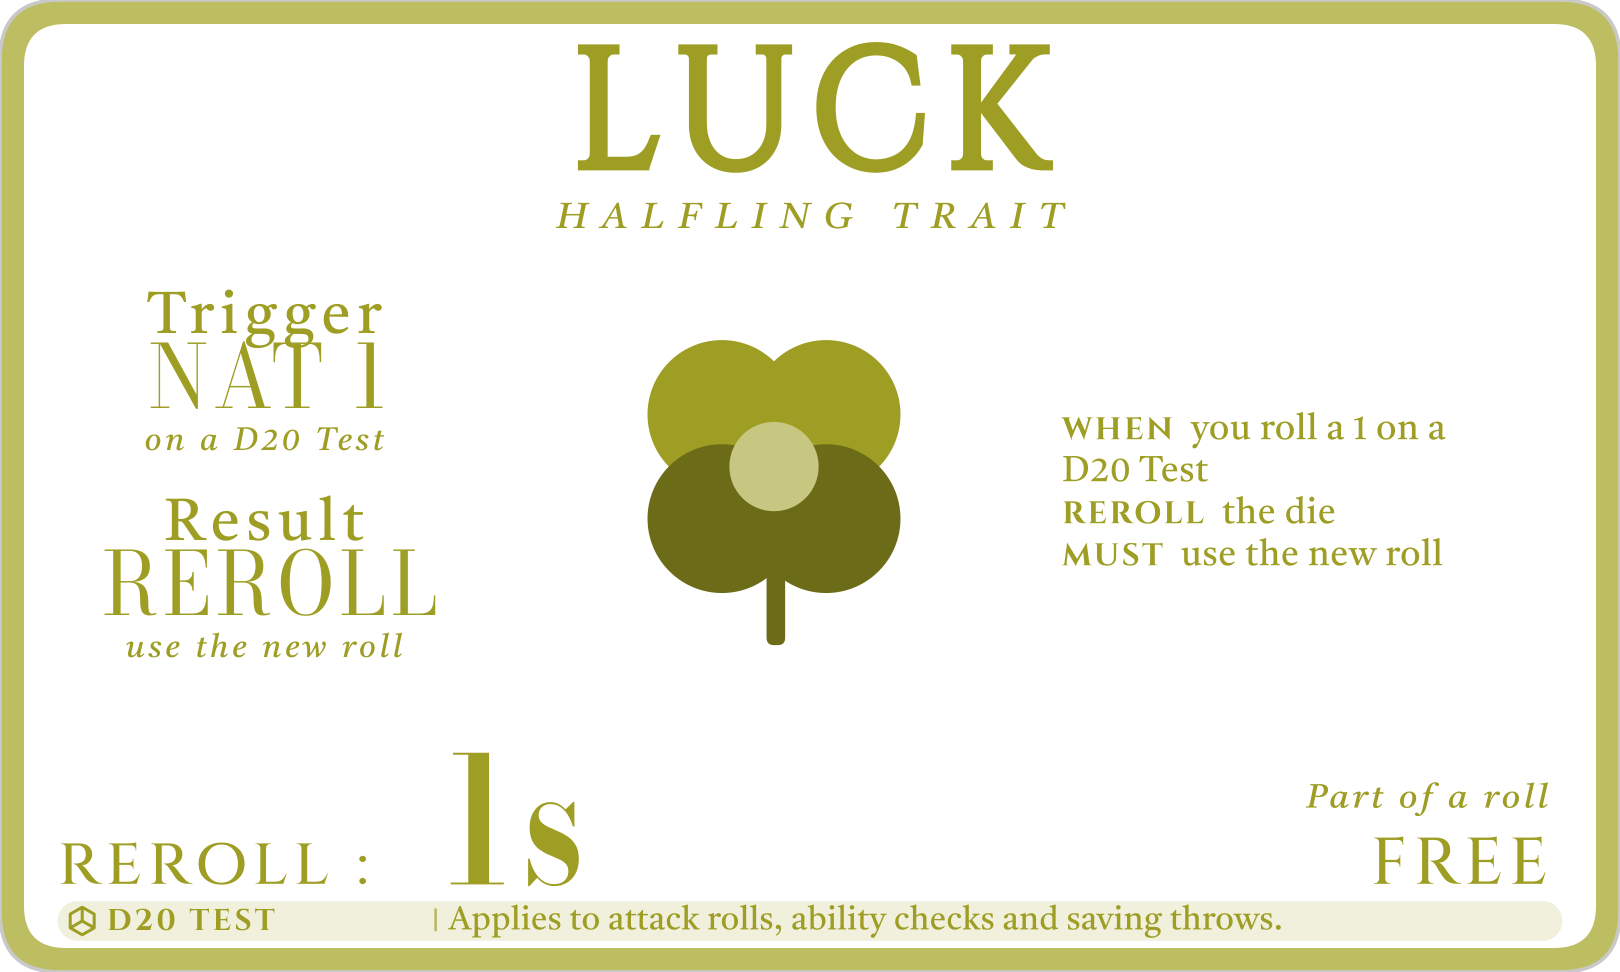 LUCK
HALFLING TRAIT
Trigger
NAT 1
on a D20 Test
Result
REROLL
use the new roll
WHEN you roll a 1 on a
D20 Test
REROLL the die
MUST use the new roll
REROLL : 1s
Part of a roll
FREE
D20 TEST | Applies to attack rolls, ability checks and saving throws.